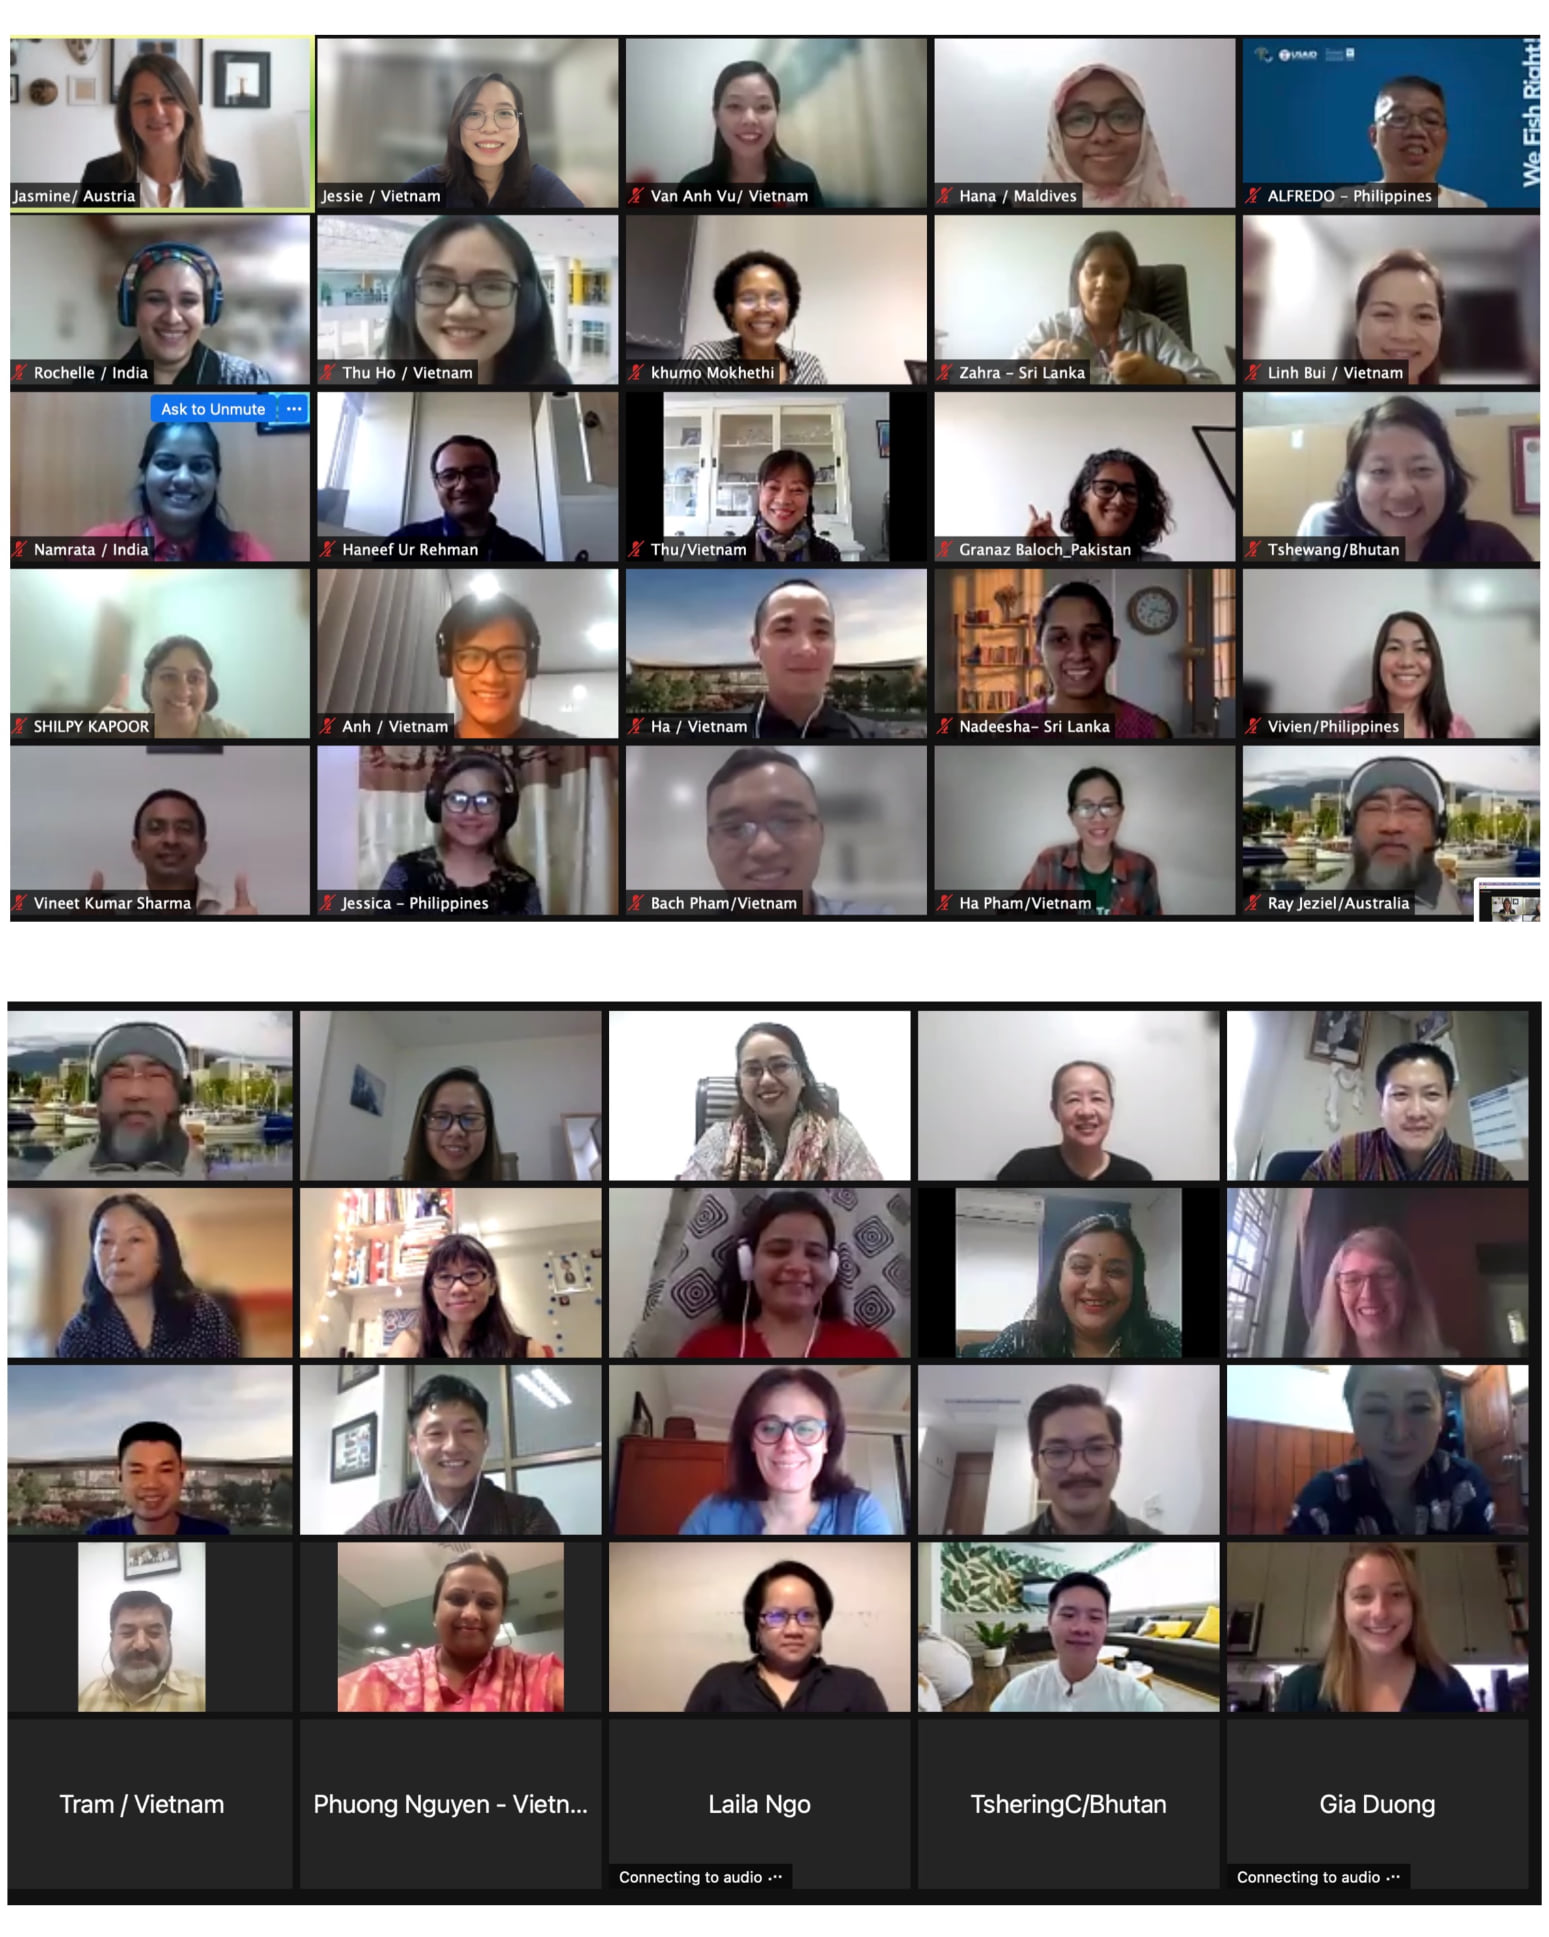 USAID
We Fish Right!
Jasmine/ Austria
Jessie / Vietnam
Van Anh Vu/ Vietnam
Hana / Maldives
ALFREDO - Philippines
Rochelle / India
Thu Ho / Vietnam
khumo Mokhethi
Zahra - Sri Lanka
Linh Bui / Vietnam
Ask to Unmute ...
Namrata / India
Haneef Ur Rehman
Thu/Vietnam
Granaz Baloch_Pakistan
Tshewang/Bhutan
SHILPY KAPOOR
Anh / Vietnam
Ha / Vietnam
Nadeesha- Sri Lanka
Vivien/Philippines
Vineet Kumar Sharma
Jessica - Philippines
Bach Pham/Vietnam
Ha Pham/Vietnam
Ray Jeziel/Australia
Tram / Vietnam
Phuong Nguyen - Vietn...
Laila Ngo
TsheringC/Bhutan
Gia Duong
Connecting to audio ...
Connecting to audio ...